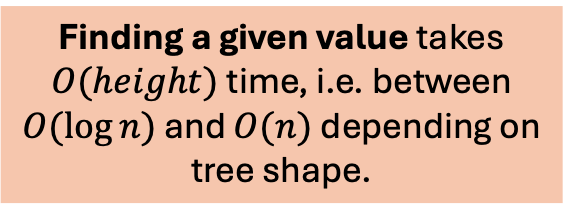 Finding a given value takes
O(height) time, i.e. between
O(log n) and O(n) depending on
tree shape.